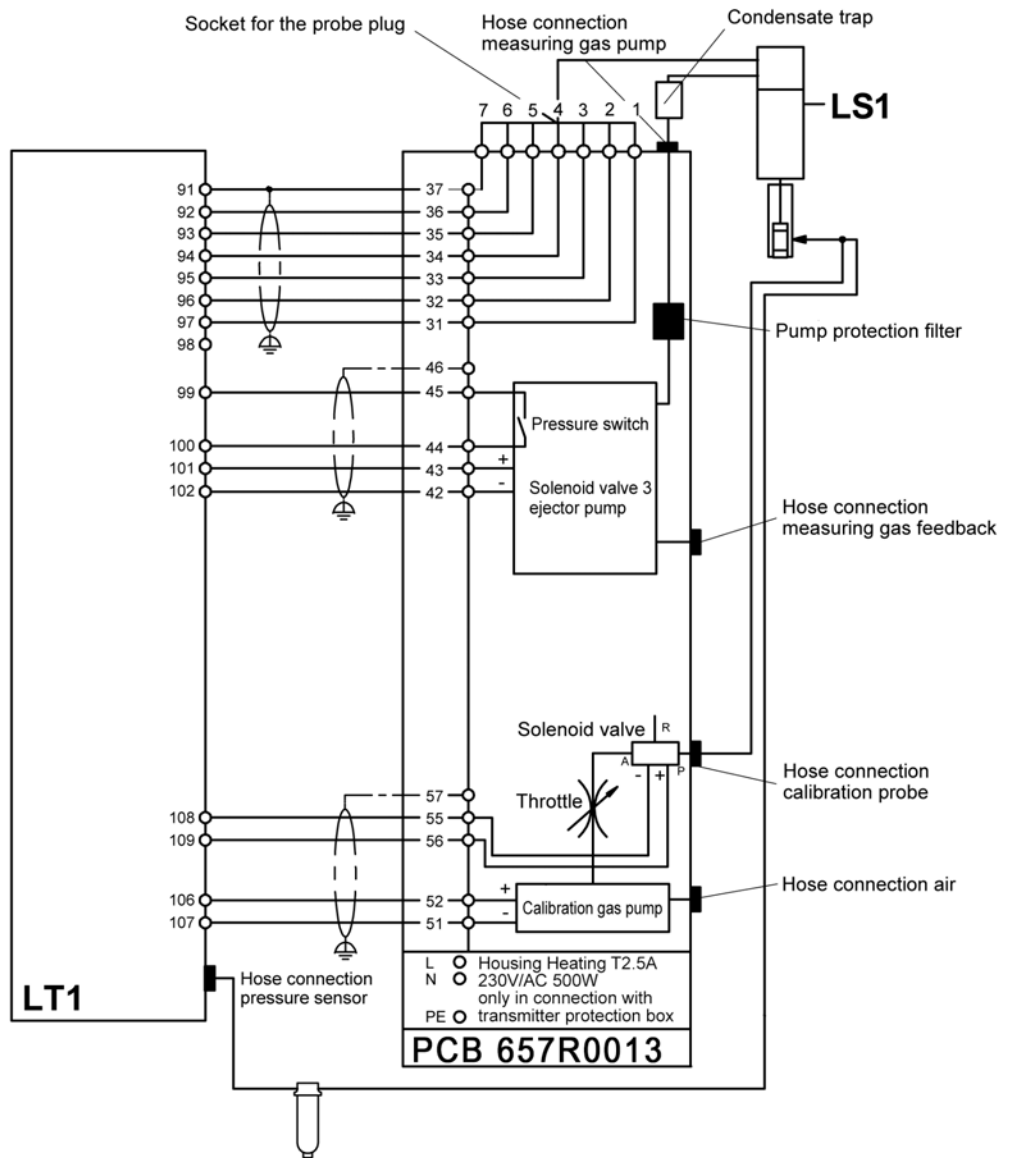 Socket for the probe plug
Hose connection
measuring gas pump
Condensate trap
LS1
7 6 5 4 3 2 1
91 37
92 36
93 35
94 34
95 33
96 32
97 31
98
Pump protection filter
46
99 45
Pressure switch
100 44
101 43 +
102 42 -
Solenoid valve 3
ejector pump
Hose connection
measuring gas feedback
Solenoid valve R
A - + P
Hose connection
calibration probe
57
Throttle
108 55
109 56
106 52 +
107 51 -
Calibration gas pump
Hose connection air
L Housing Heating T2.5A
N 230V/AC 500W
only in connection with
PE transmitter protection box
Hose connection
pressure sensor
LT1
PCB 657R0013